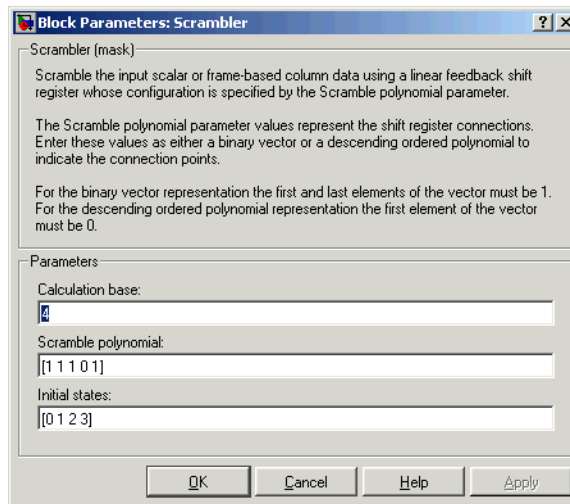 Block Parameters: Scrambler
Scrambler (mask)
Scramble the input scalar or frame-based column data using a linear feedback shift
register whose configuration is specified by the Scramble polynomial parameter.
The Scramble polynomial parameter values represent the shift register connections.
Enter these values as either a binary vector or a descending ordered polynomial to
indicate the connection points.
For the binary vector representation the first and last elements of the vector must be 1.
For the descending ordered polynomial representation the first element of the vector
must be 0.
Parameters
Calculation base:
4
Scramble polynomial:
[1 1 1 0 1]
Initial states:
[0 1 2 3]
OK Cancel Help Apply